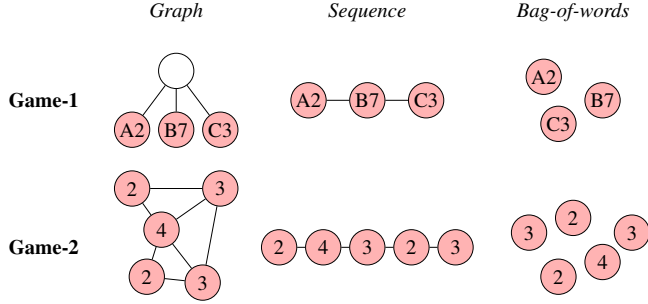 Graph Sequence Bag-of-words
Game-1
A2 B7 C3
A2 B7 C3
A2 B7 C3
Game-2
2 3
4
2 3
2 4 3 2 3
3 2 3
2 4